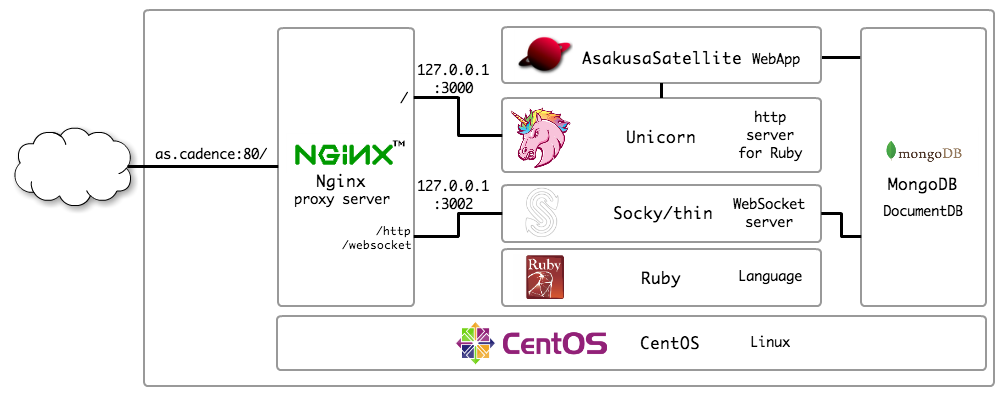 as.cadence:80/
NGiNX™
Nginx
proxy server
/
/http
/websocket
127.0.0.1
:3000
127.0.0.1
:3002
AsakusaSatellite WebApp
Unicorn
http
server
for Ruby
Socky/thin
WebSocket
server
Ruby
Ruby
Language
mongoDB
MongoDB
DocumentDB
CentOS
CentOS
Linux